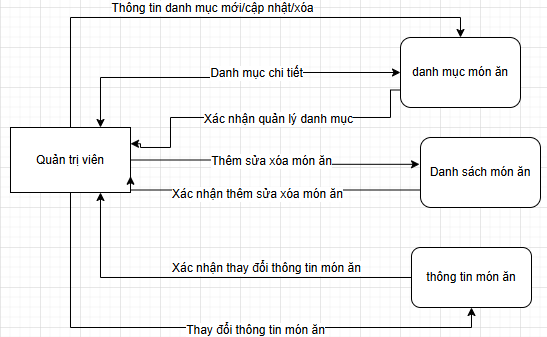 Thông tin danh mục mới/cập nhật/xóa
Danh mục chi tiết
danh mục món ăn
Xác nhận quản lý danh mục
Quản trị viên
Thêm sửa xóa món ăn
Danh sách món ăn
Xác nhận thêm sửa xóa món ăn
Xác nhận thay đổi thông tin món ăn
thông tin món ăn
Thay đổi thông tin món ăn